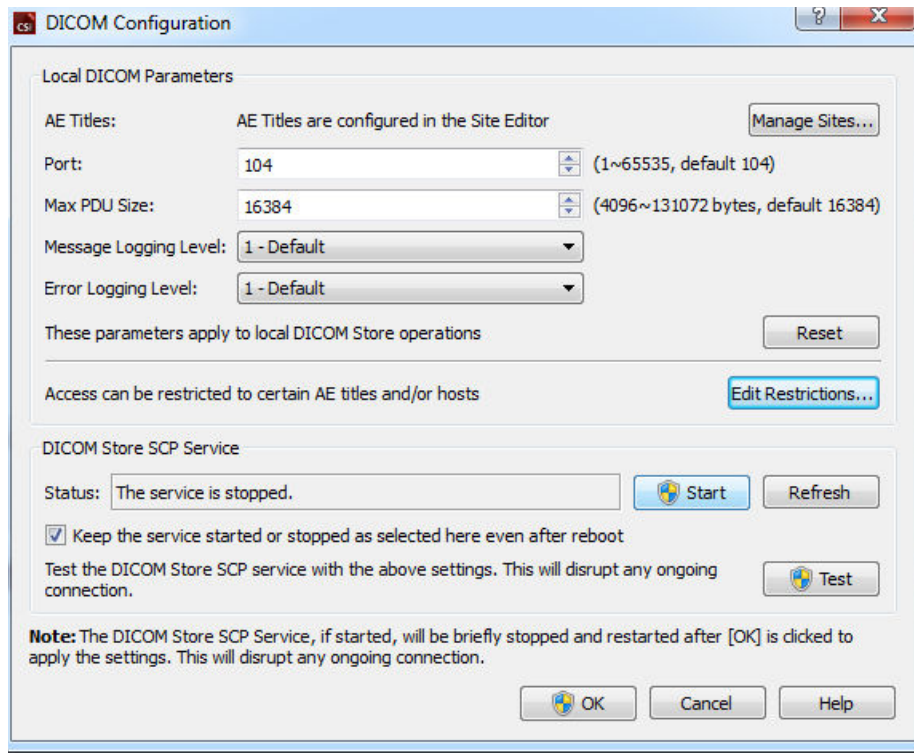 CSI DICOM Configuration ? X
Local DICOM Parameters
AE Titles: AE Titles are configured in the Site Editor Manage Sites...
Port: 104 (1~65535, default 104)
Max PDU Size: 16384 (4096~131072 bytes, default 16384)
Message Logging Level: 1 - Default
Error Logging Level: 1 - Default
These parameters apply to local DICOM Store operations Reset
Access can be restricted to certain AE titles and/or hosts Edit Restrictions...
DICOM Store SCP Service
Status: The service is stopped. Start Refresh
Keep the service started or stopped as selected here even after reboot
Test the DICOM Store SCP service with the above settings. This will disrupt any ongoing
connection. Test
Note: The DICOM Store SCP Service, if started, will be briefly stopped and restarted after [OK] is clicked to
apply the settings. This will disrupt any ongoing connection.
OK Cancel Help